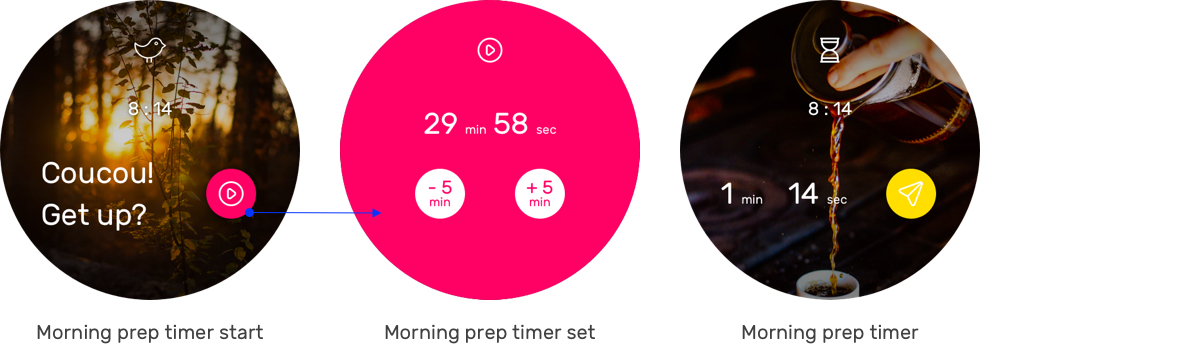 8 : 14
Coucou!
Get up?
Morning prep timer start
29 min 58 sec
- 5
min
+ 5
min
Morning prep timer set
8 : 14
1 min 14 sec
Morning prep timer